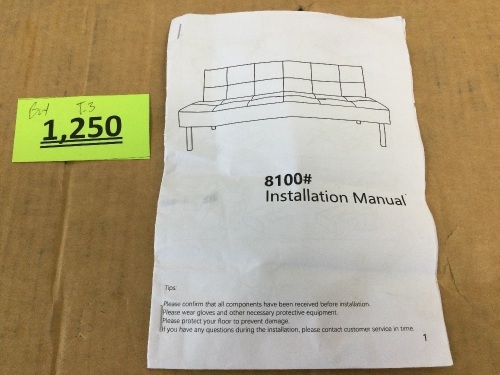 T.3
1,250
8100#
Installation Manual
Tips:
Please confirm that all components have been received before installation.
Please wear gloves and other necessary protective equipment.
Please protect your floor to prevent damage.
If you have any questions during the installation, please contact customer service in time.
1